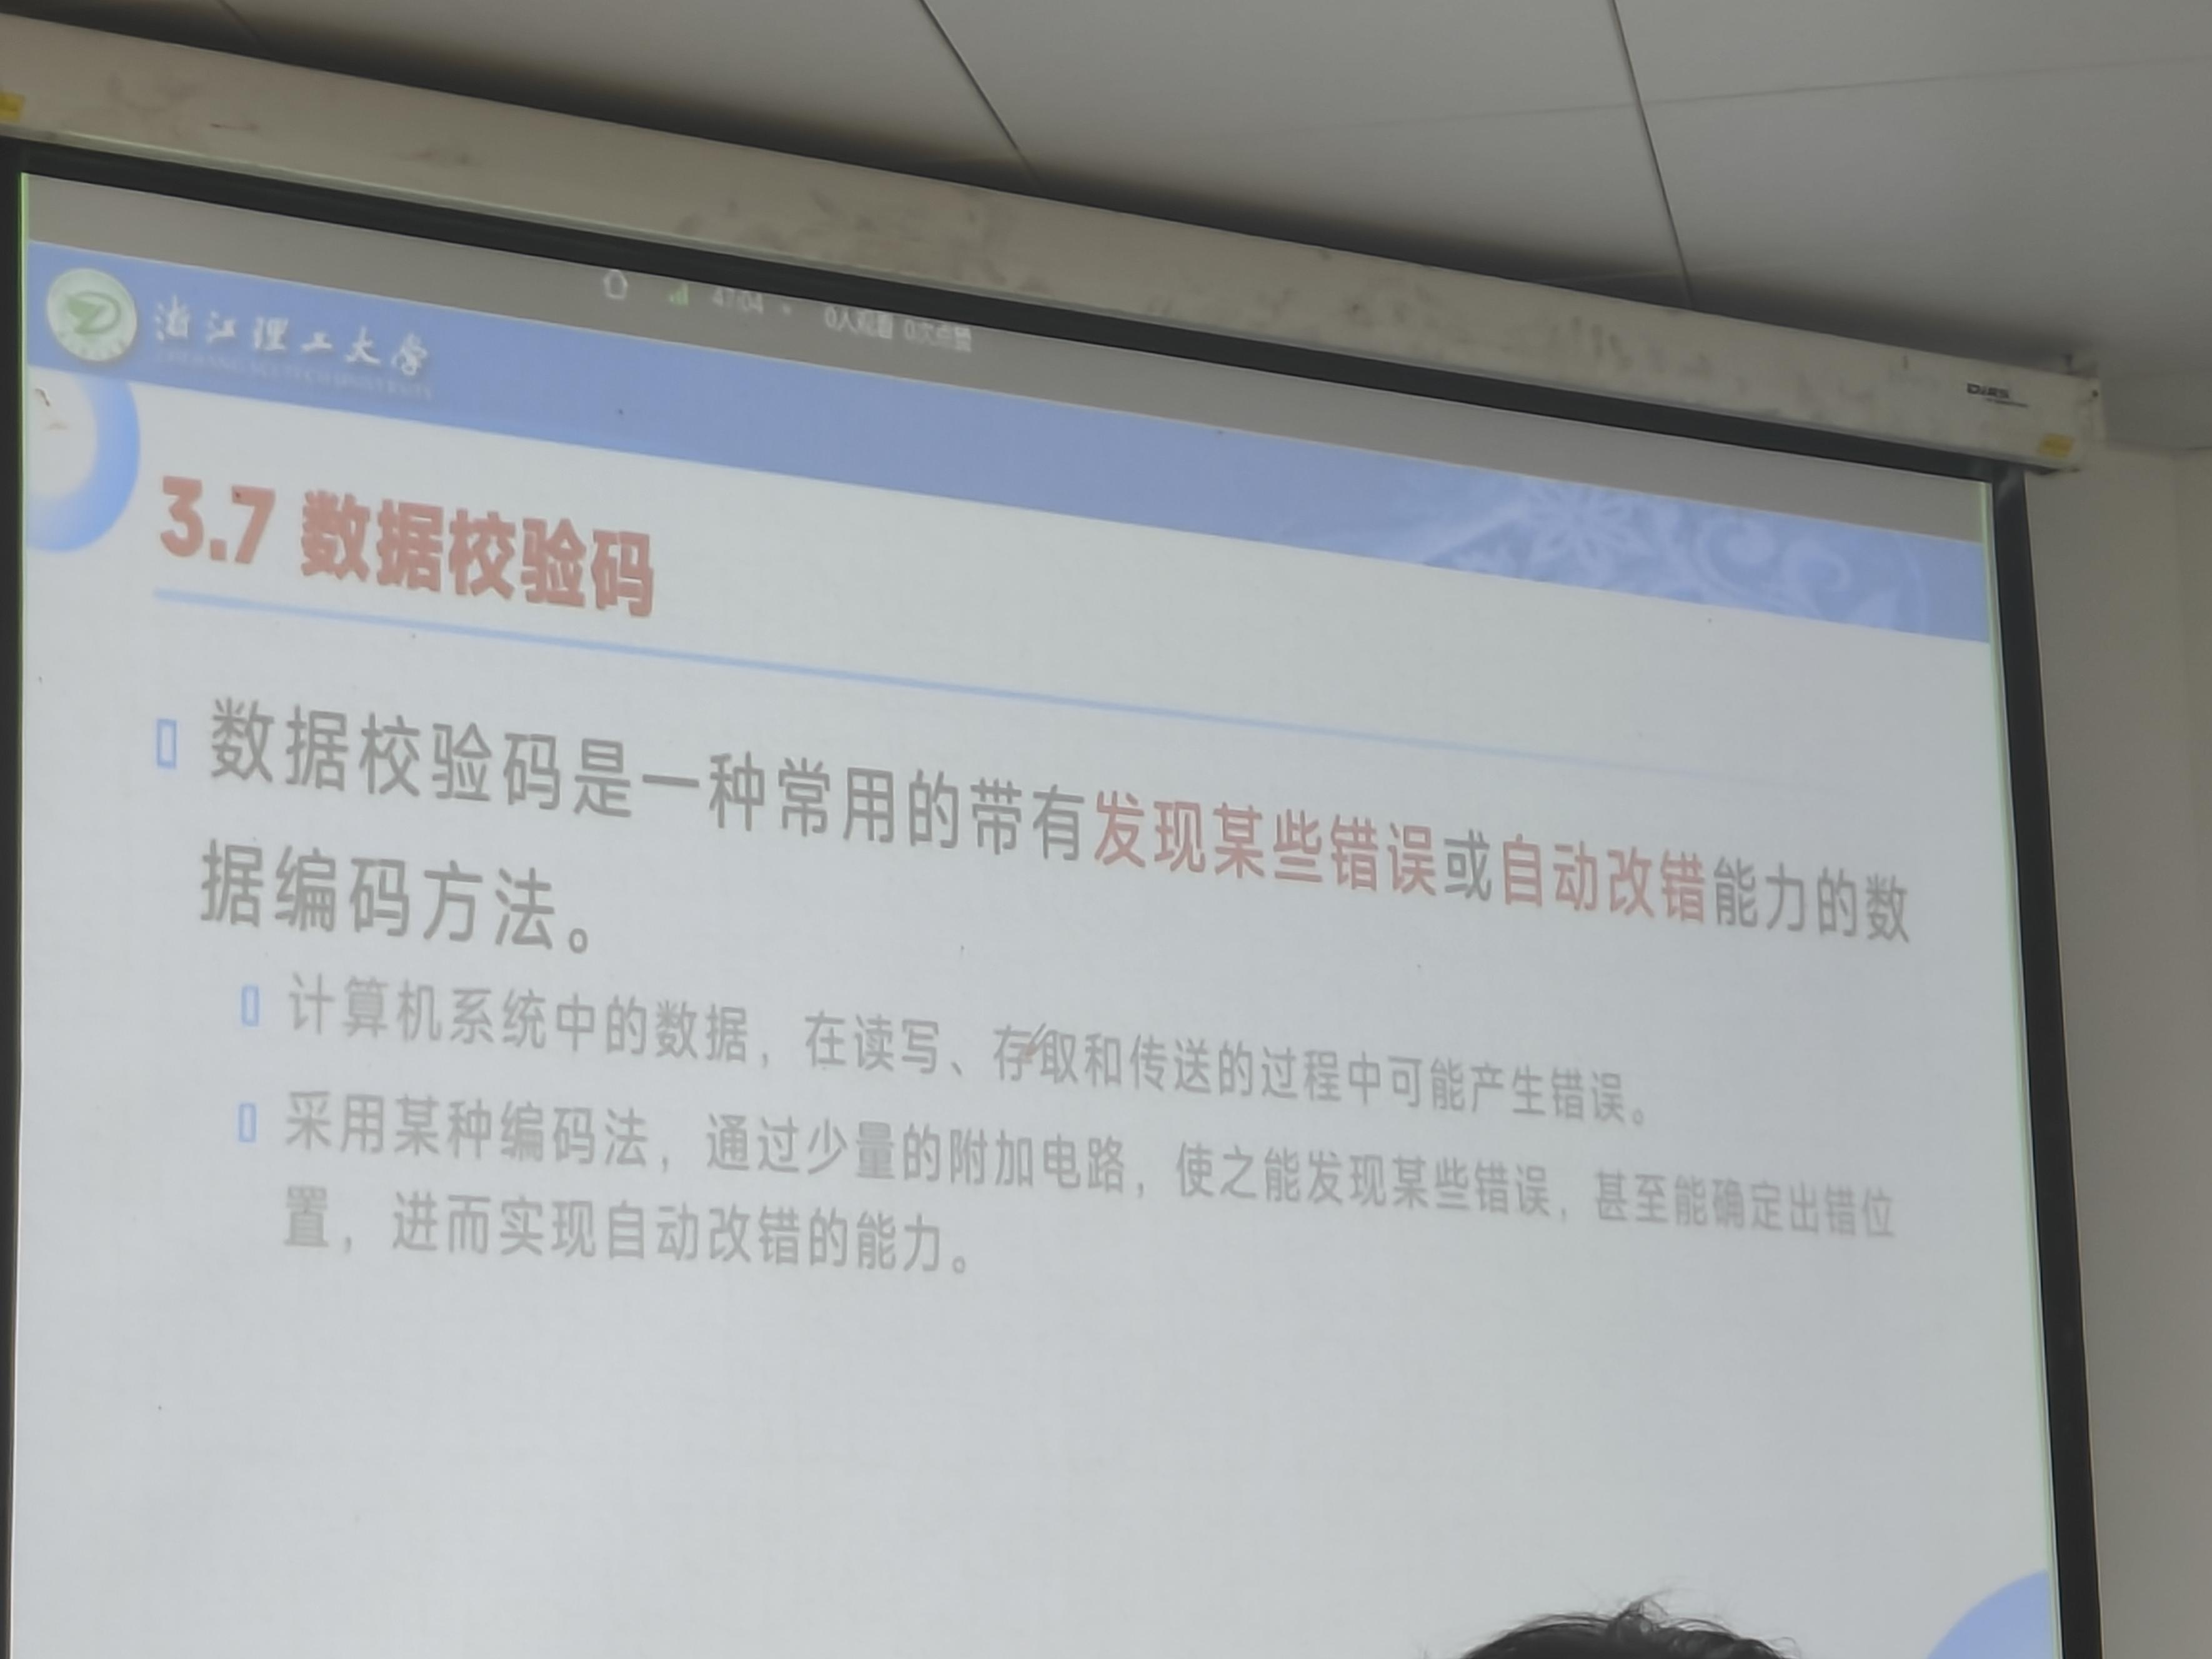 47:04
0人观看 0次点赞
浙江理工大学
3.7 数据校验码
数据校验码是一种常用的带有发现某些错误或自动改错能力的数
据编码方法。
计算机系统中的数据，在读写、存取和传送的过程中可能产生错误。
采用某种编码法，通过少量的附加电路，使之能发现某些错误，甚至能确定出错位
置，进而实现自动改错的能力。